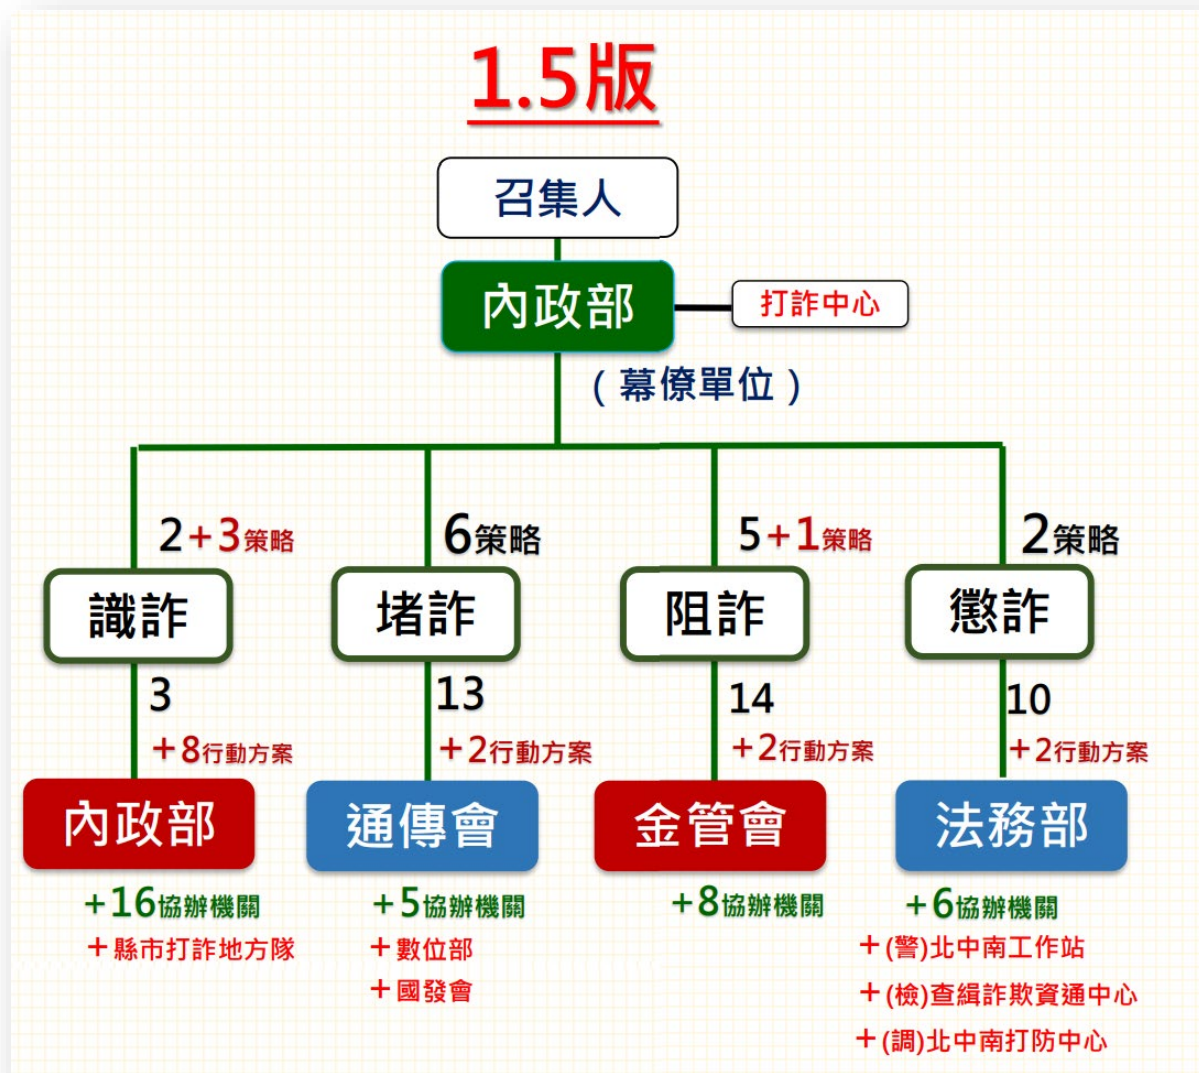 1.5版
召集人
內政部
打詐中心
(幕僚單位)
2+3策略
6策略
5+1策略
2策略
識詐
堵詐
阻詐
懲詐
3
13
14
10
+8行動方案
+2行動方案
+2行動方案
+2行動方案
內政部
通傳會
金管會
法務部
+16協辦機關
+5協辦機關
+8協辦機關
+6協辦機關
+縣市打詐地方隊
+數位部
+國發會
+(警)北中南工作站
+(檢)查緝詐欺資通中心
+(調)北中南打防中心